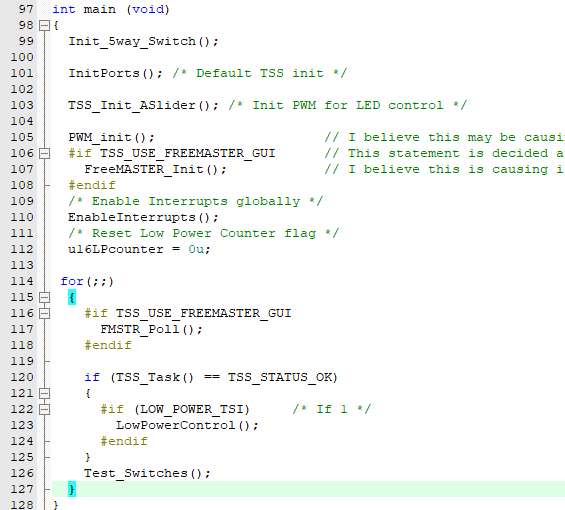 97 int main (void)
98 {
99 Init_5way_Switch();
100
101 InitPorts(); /* Default TSS init */
102
103 TSS_Init_ASlider(); /* Init PWM for LED control */
104
105 PWM_init(); // I believe this may be causi
106 #if TSS_USE_FREEMASTER_GUI // This statement is decided a
107 FreeMASTER_Init(); // I believe this is causing i
108 #endif
109 /* Enable Interrupts globally */
110 EnableInterrupts();
111 /* Reset Low Power Counter flag */
112 u16LPcounter = 0u;
113
114 for(;;)
115 {
116 #if TSS_USE_FREEMASTER_GUI
117 FMSTR_Poll();
118 #endif
119
120 if (TSS_Task() == TSS_STATUS_OK)
121 {
122 #if (LOW_POWER_TSI) /* If 1 */
123 LowPowerControl();
124 #endif
125 }
126 Test_Switches();
127 }
128 }